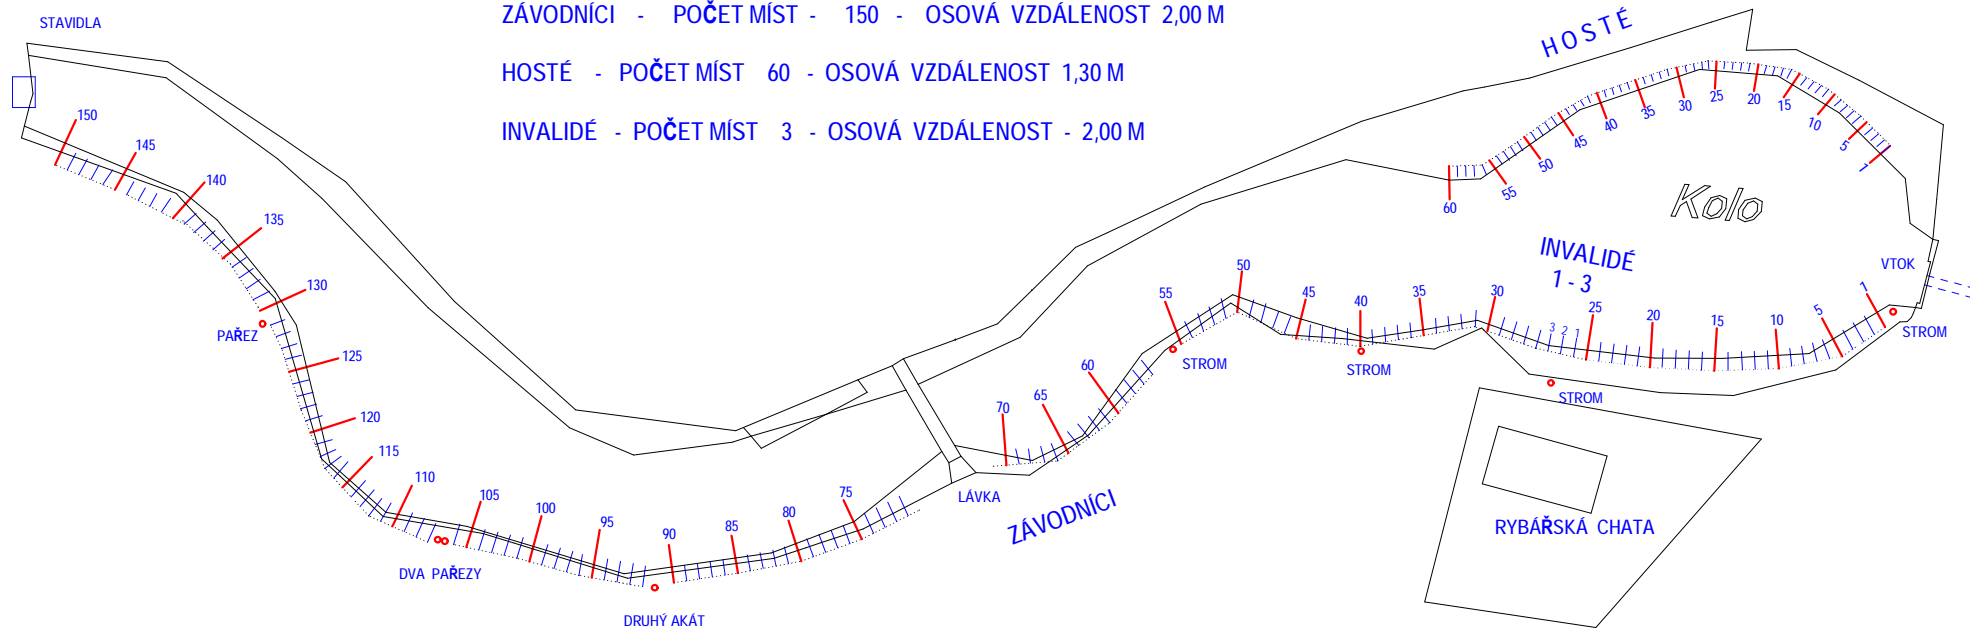 ZÁVODNÍCI - POČET MÍST - 150 - OSOVÁ VZDÁLENOST 2,00 M
STAVIDLA
HOSTÉ
HOSTÉ - POČET MÍST 60 - OSOVÁ VZDÁLENOST 1,30 M
INVALIDÉ - POČET MÍST 3 - OSOVÁ VZDÁLENOST - 2,00 M
60 55 50 45 40 35 30 25 20 15 10 5 1
Kolo
INVALIDÉ
1 - 3
VTOK
150 145 140 135 130 125 120 115 110 105 100 95 90 85 80 75 70 65 60 55 50 45 40 35 30 25 20 15 10 5 1
3 2 1
PAŘEZ
STROM
STROM
STROM
STROM
LÁVKA
ZÁVODNÍCI
RYBÁŘSKÁ CHATA
DVA PAŘEZY
DRUHÝ AKÁT